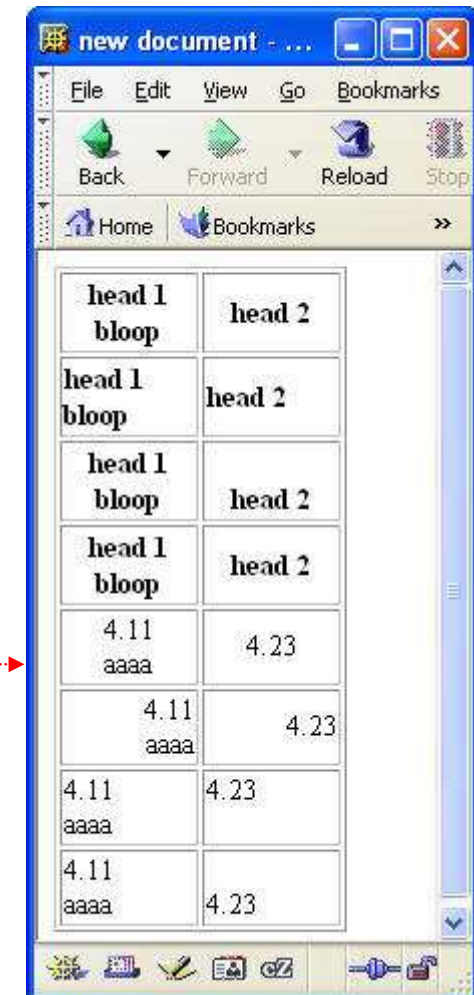 new document - ...
File Edit View Go Bookmarks
Back Forward Reload Stop
Home Bookmarks »
head 1
bloop
head 2
head 1
bloop
head 2
head 1
bloop
head 2
head 1
bloop
head 2
4.11
aaaa
4.23
4.11
aaaa
4.23
4.11
aaaa
4.23
4.11
aaaa
4.23